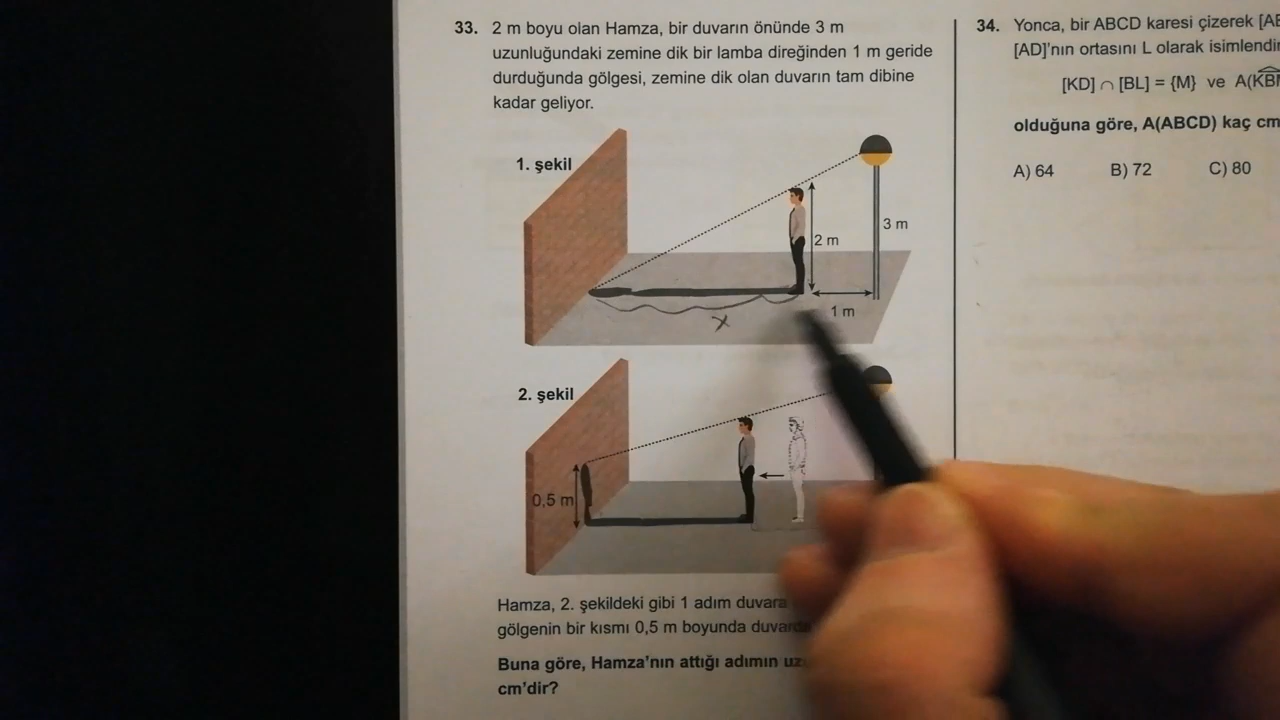 33. 2 m boyu olan Hamza, bir duvarın önünde 3 m
uzunluğundaki zemine dik bir lamba direğinden 1 m geride
durduğunda gölgesi, zemine dik olan duvarın tam dibine
kadar geliyor.
1. şekil
3 m
2 m
1 m
x
2. şekil
0,5 m
Hamza, 2. şekildeki gibi 1 adım duvara
gölgenin bir kısmı 0,5 m boyunda
Buna göre, Hamza'nın attığı adımın
cm'dir?
34. Yonca, bir ABCD karesi çizerek
[AD]'nın ortasını L olarak
[KD] ∩ [BL] = {M} ve
olduğuna göre, A(ABCD) kaç
A) 64 B) 72 C) 80